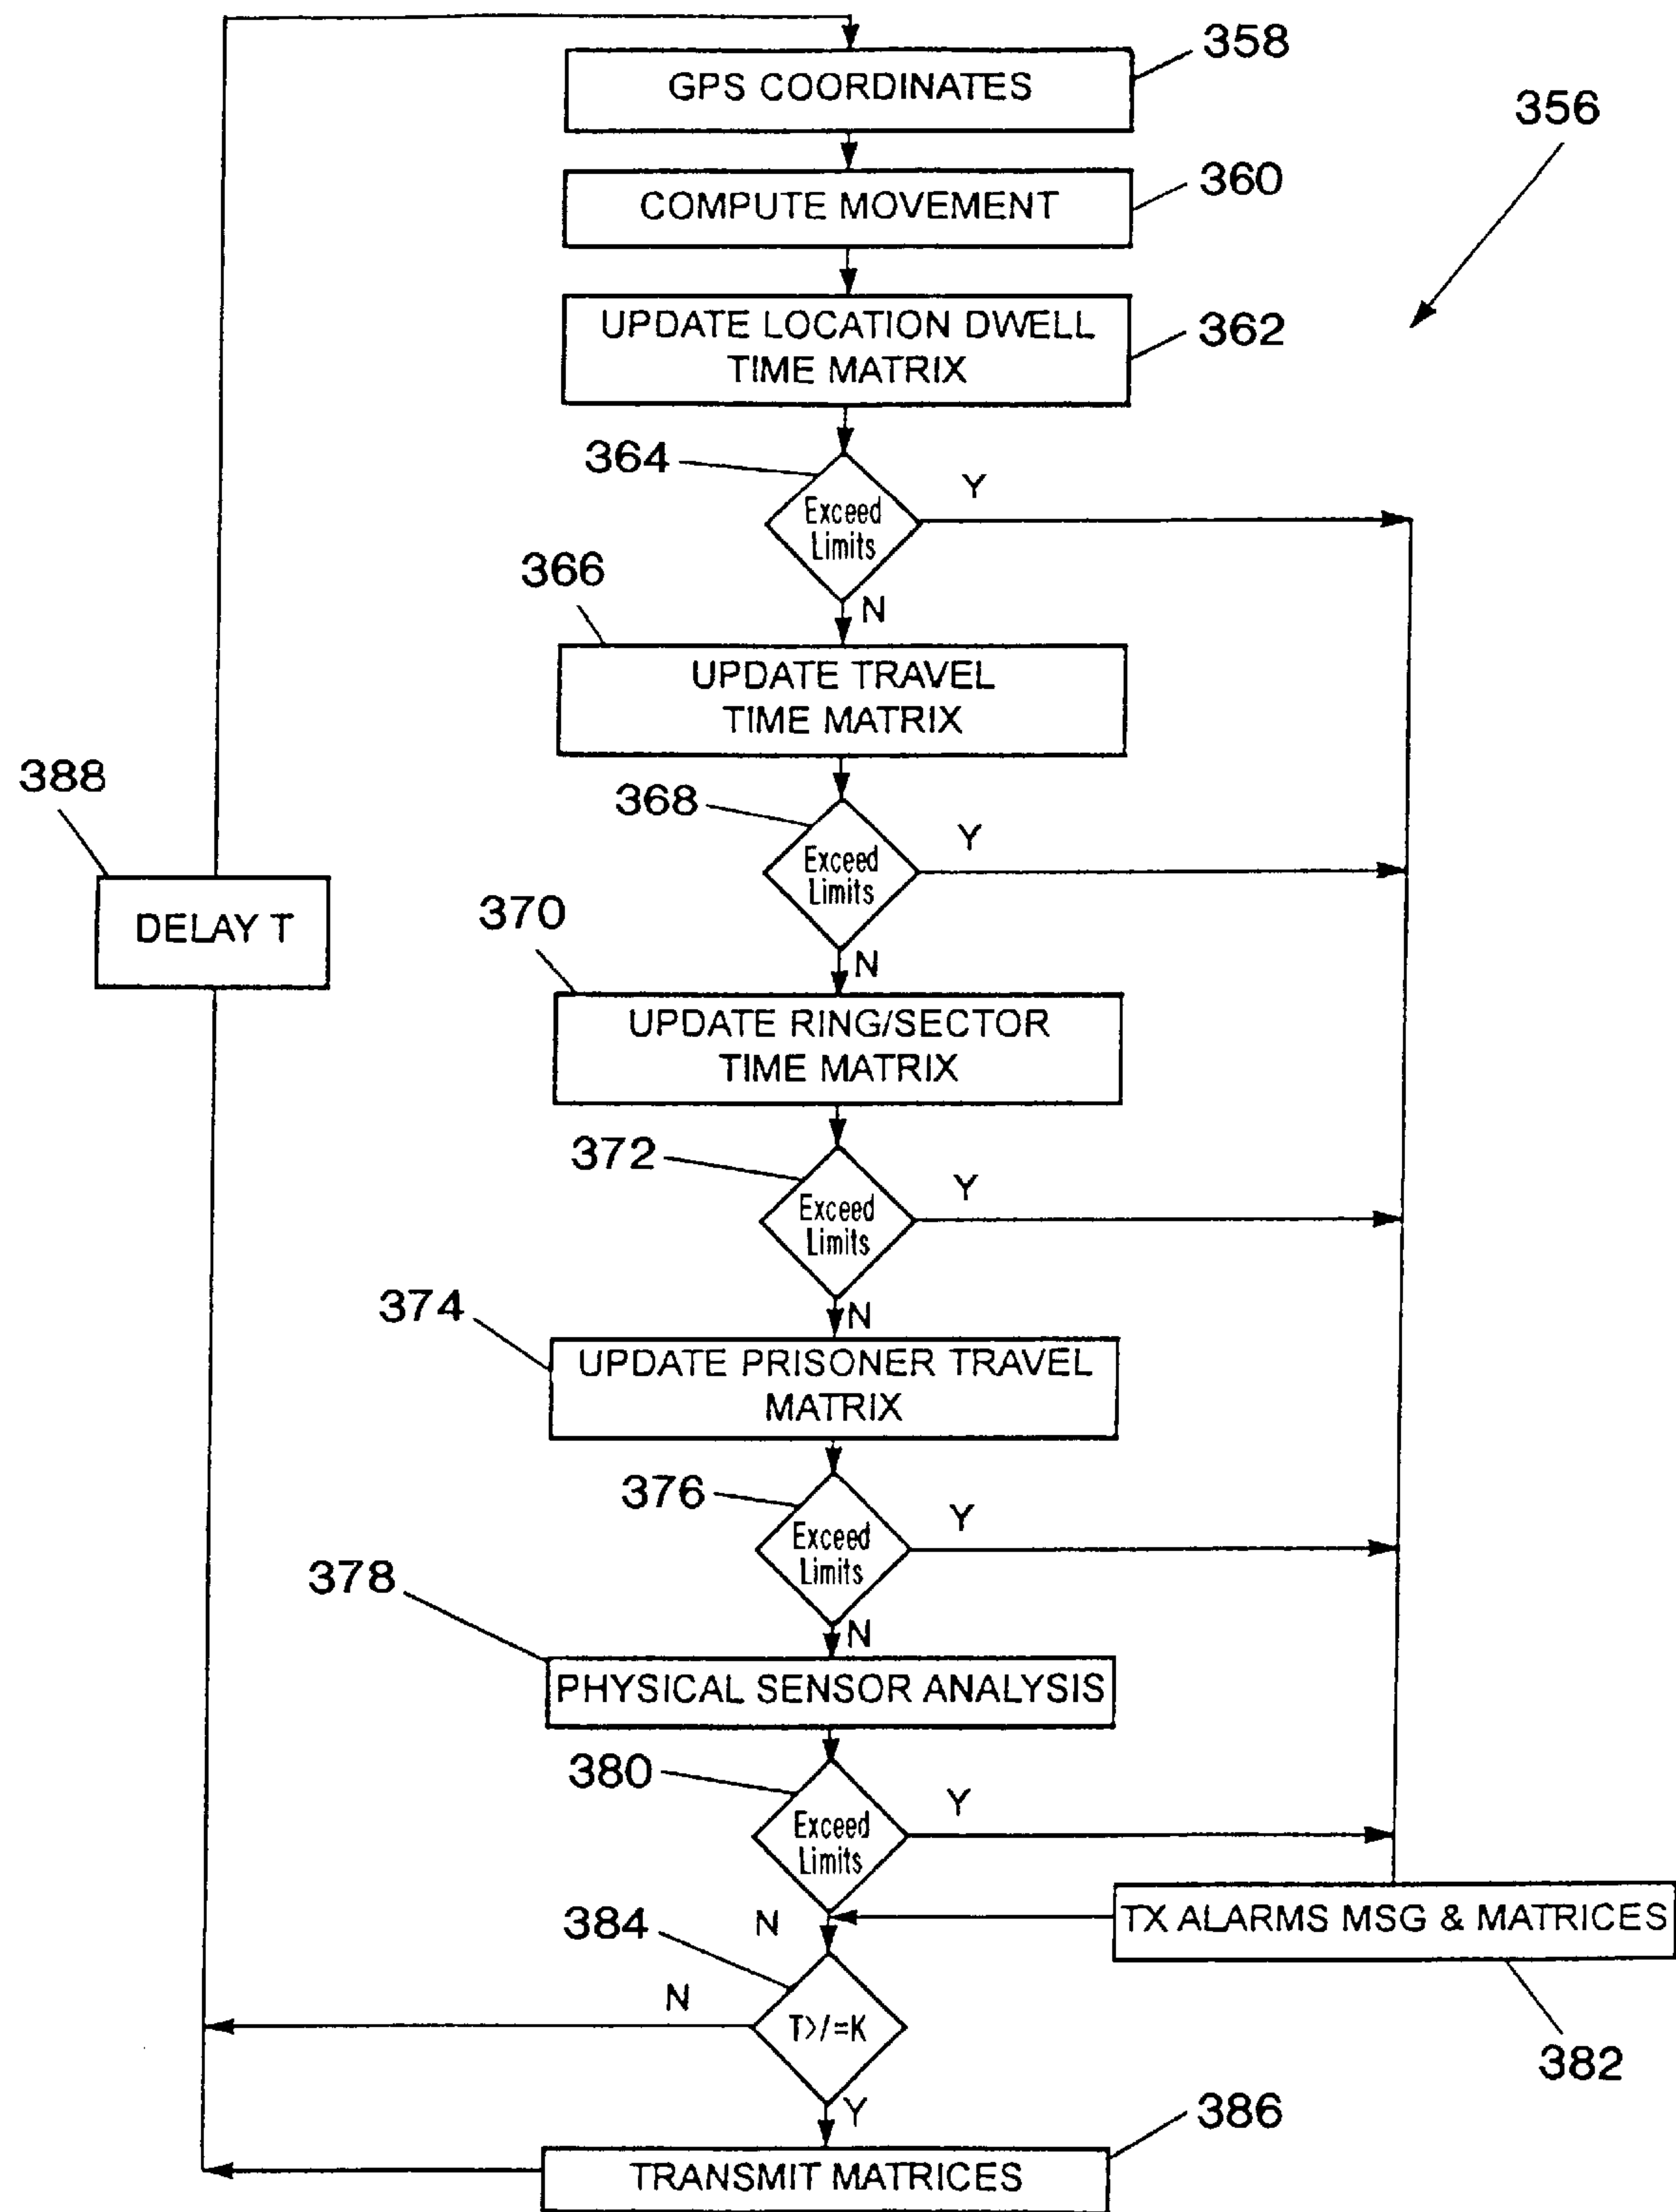 358
GPS COORDINATES
356
360
COMPUTE MOVEMENT
UPDATE LOCATION DWELL
TIME MATRIX
362
364
Y
Exceed
Limits
366
N
UPDATE TRAVEL
TIME MATRIX
388
368
Y
Exceed
Limits
DELAY T
370
N
UPDATE RING/SECTOR
TIME MATRIX
372
Y
Exceed
Limits
374
N
UPDATE PRISONER TRAVEL
MATRIX
376
Y
Exceed
Limits
378
N
PHYSICAL SENSOR ANALYSIS
380
Y
Exceed
Limits
TX ALARMS MSG & MATRICES
384
N
N
T>/=K
382
Y
386
TRANSMIT MATRICES